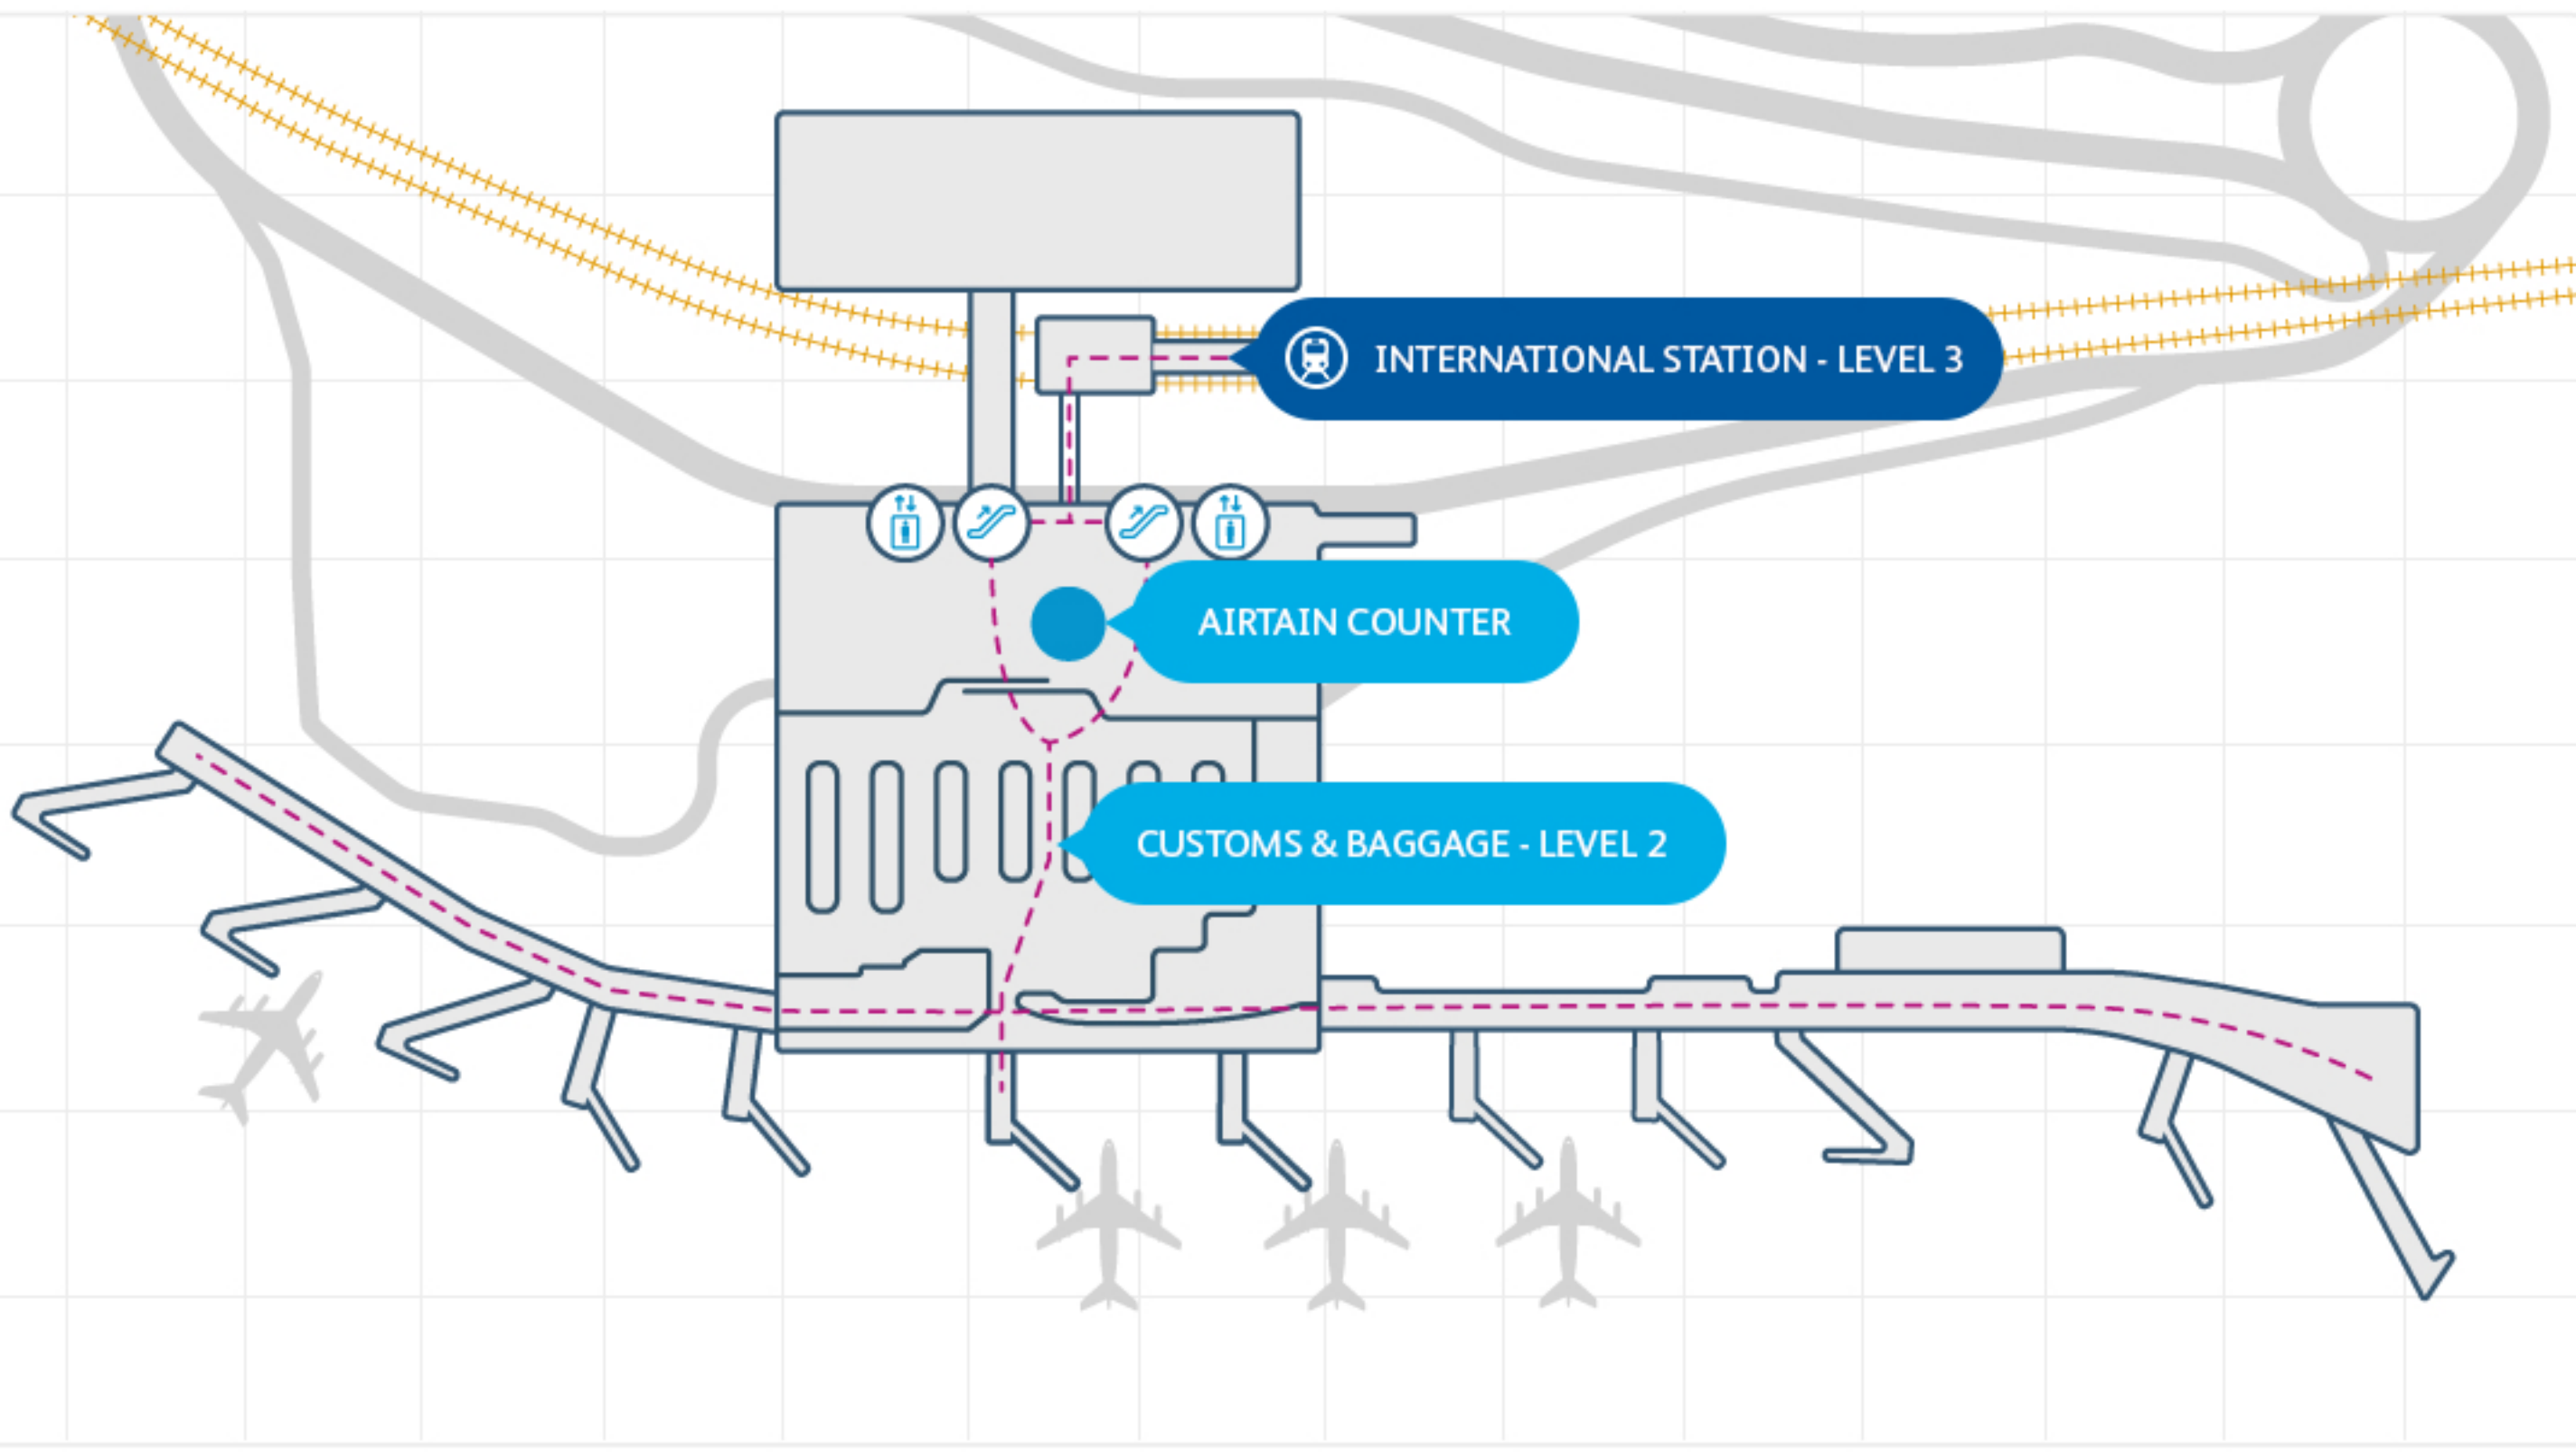 INTERNATIONAL STATION - LEVEL 3
AIRTAIN COUNTER
CUSTOMS & BAGGAGE - LEVEL 2